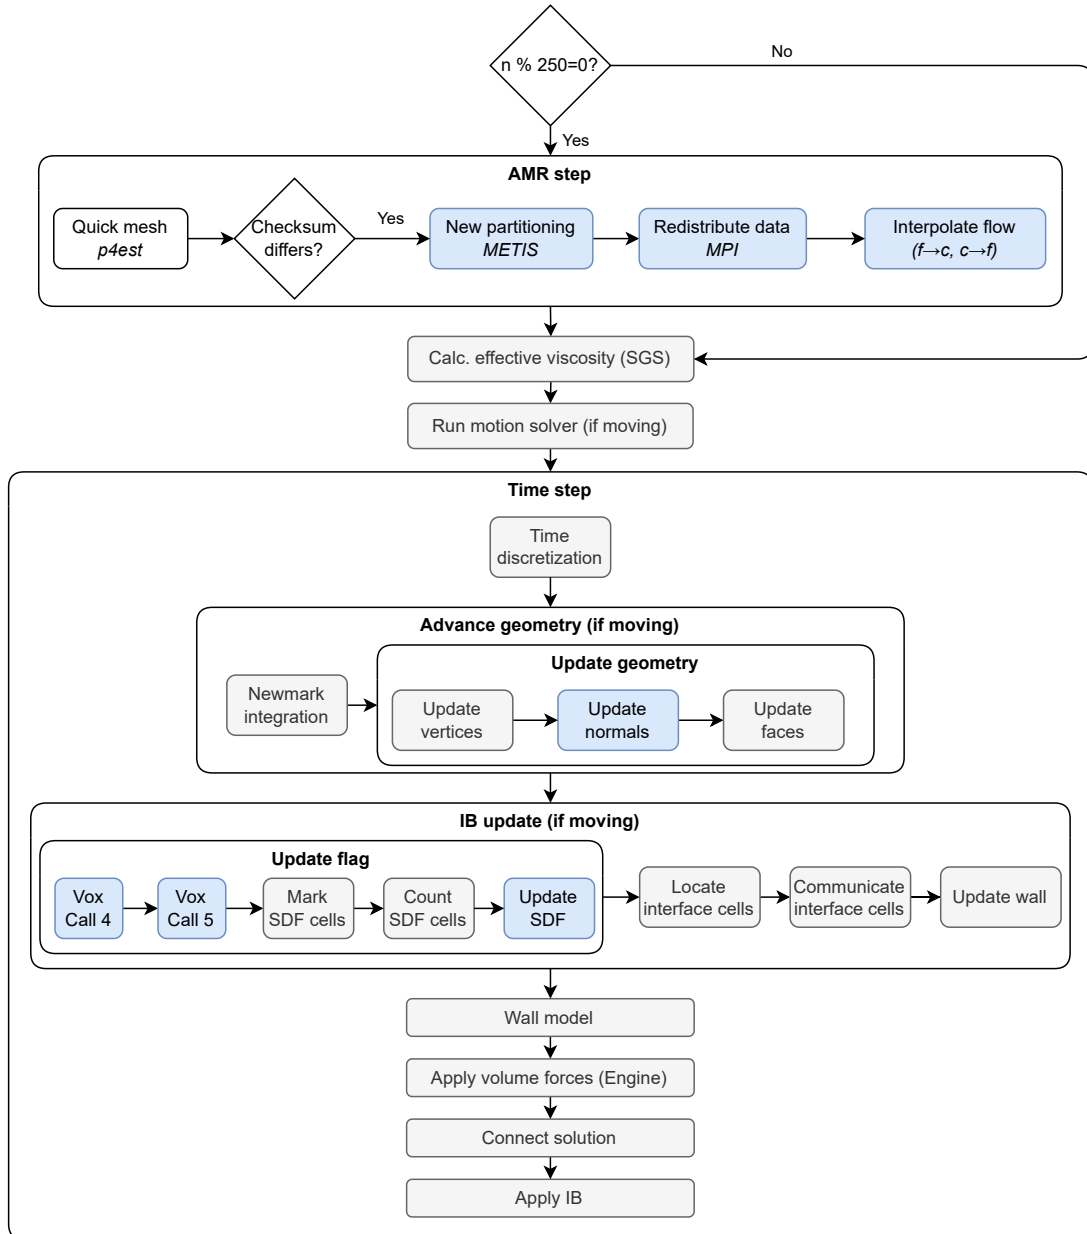 n % 250=0?
No
Yes
AMR step
Quick mesh
p4est
Checksum
differs?
Yes
New partitioning
METIS
Redistribute data
MPI
Interpolate flow
(f→c, c→f)
Calc. effective viscosity (SGS)
Run motion solver (if moving)
Time step
Time
discretization
Advance geometry (if moving)
Update geometry
Newmark
integration
Update
vertices
Update
normals
Update
faces
IB update (if moving)
Update flag
Vox
Call 4
Vox
Call 5
Mark
SDF cells
Count
SDF cells
Update
SDF
Locate
interface cells
Communicate
interface cells
Update wall
Wall model
Apply volume forces (Engine)
Connect solution
Apply IB